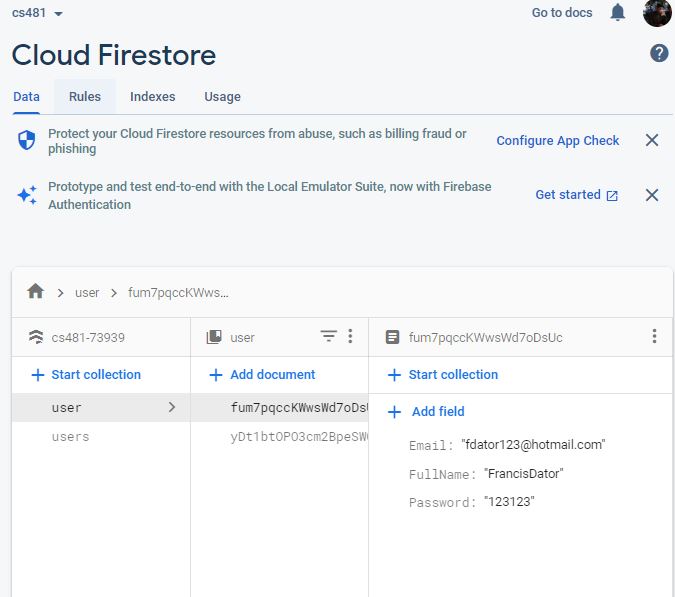 cs481
Go to docs
Cloud Firestore
?
Data Rules Indexes Usage
Protect your Cloud Firestore resources from abuse, such as billing fraud or
phishing
Configure App Check
Prototype and test end-to-end with the Local Emulator Suite, now with Firebase
Authentication
Get started
user fum7pqccKWws...
cs481-73939
user
fum7pqccKWwsWd7oDsUc
+ Start collection
+ Add document
+ Start collection
user
users
fum7pqccKWwsWd7oDsU
yDt1btOPO3cm2BpeSW
+ Add field
Email: "fdator123@hotmail.com"
FullName: "FrancisDator"
Password: "123123"